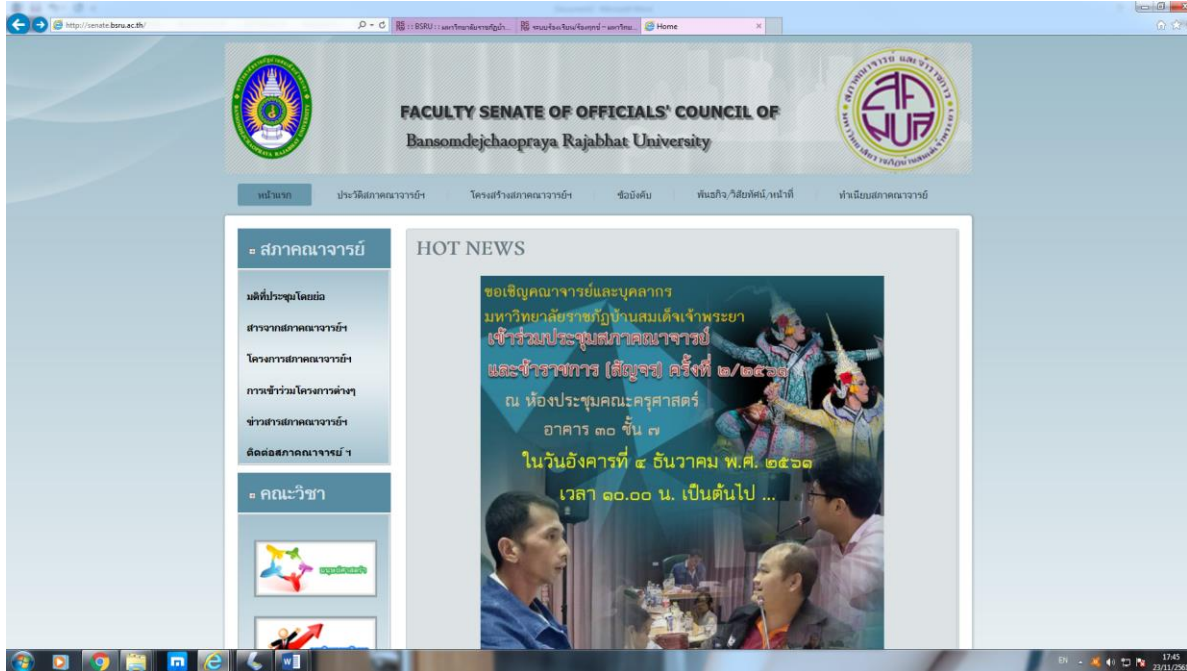 http://senate.bsru.ac.th/
Home
FACULTY SENATE OF OFFICIALS' COUNCIL OF
Bansomdejchaopraya Rajabhat University
หน้าแรก
ประวัติสภาคณาจารย์ฯ
โครงสร้างสภาคณาจารย์ฯ
ข้อบังคับ
พันธกิจ/วิสัยทัศน์/หน้าที่
ทำเนียบสภาคณาจารย์
สภาคณาจารย์
มติที่ประชุมโดยย่อ
สารจากสภาคณาจารย์ฯ
โครงการสภาคณาจารย์ฯ
การเข้าร่วมโครงการต่างๆ
ข่าวสารสภาคณาจารย์ฯ
ติดต่อสภาคณาจารย์ ฯ
คณะวิชา
HOT NEWS
ขอเชิญคณาจารย์และบุคลากร
มหาวิทยาลัยราชภัฏบ้านสมเด็จเจ้าพระยา
เข้าร่วมประชุมสภาคณาจารย์
และข้าราชการ (สัญจร) ครั้งที่ ๒/๒๕๖๑
ณ ห้องประชุมคณะครุศาสตร์
อาคาร ๓๐ ชั้น ๗
ในวันอังคารที่ ๔ ธันวาคม พ.ศ. ๒๕๖๑
เวลา ๑๐.๐๐ น. เป็นต้นไป ...
EN
17:45